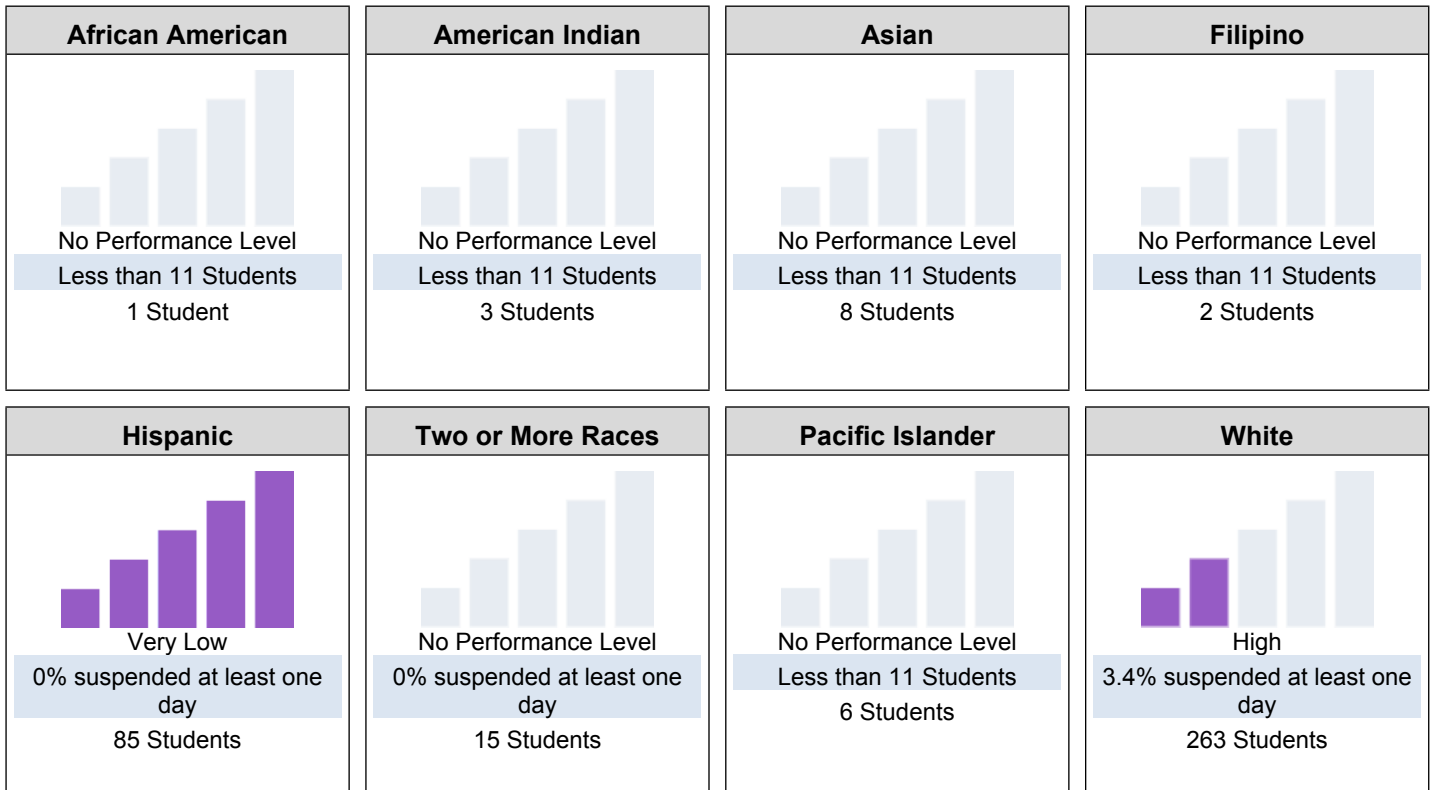 African American
No Performance Level
Less than 11 Students
1 Student
American Indian
No Performance Level
Less than 11 Students
3 Students
Asian
No Performance Level
Less than 11 Students
8 Students
Filipino
No Performance Level
Less than 11 Students
2 Students
Hispanic
Very Low
0% suspended at least one
day
85 Students
Two or More Races
No Performance Level
0% suspended at least one
day
15 Students
Pacific Islander
No Performance Level
Less than 11 Students
6 Students
White
High
3.4% suspended at least one
day
263 Students